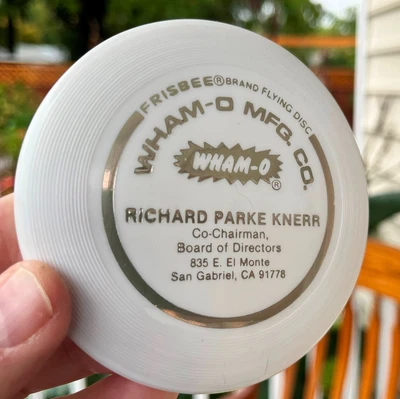 FRISBEE® BRAND FLYING DISC
WHAM-O MFG. CO.
WHAM-O®
RICHARD PARKE KNERR
Co-Chairman,
Board of Directors
835 E. El Monte
San Gabriel, CA 91778